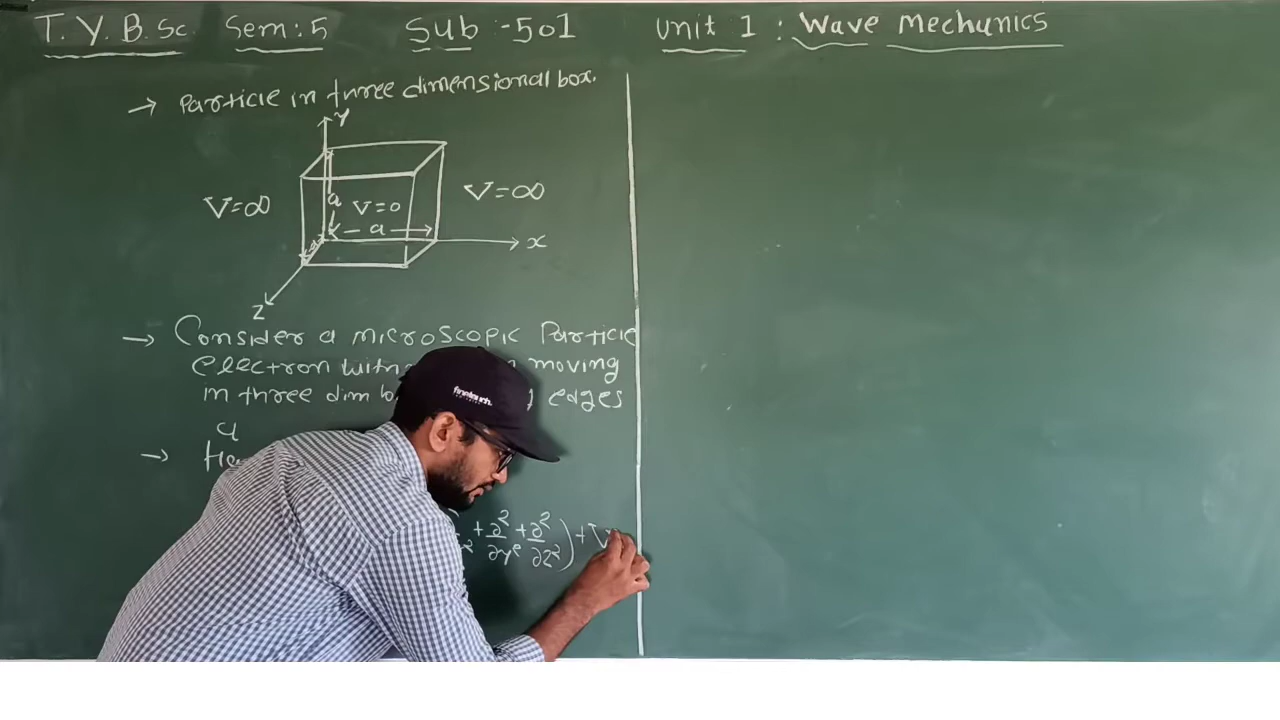 T.Y.B.Sc. Sem:5 Sub:-501 Unit 1 : Wave Mechanics
→ Particle in three dimensional box.
Y
V=∞ a V=0 V=∞
a
x
Z
→ Consider a microscopic Particle
electron with moving
in three dim edges
a
→
+ ∂²/∂y² + ∂²/∂z²) + V